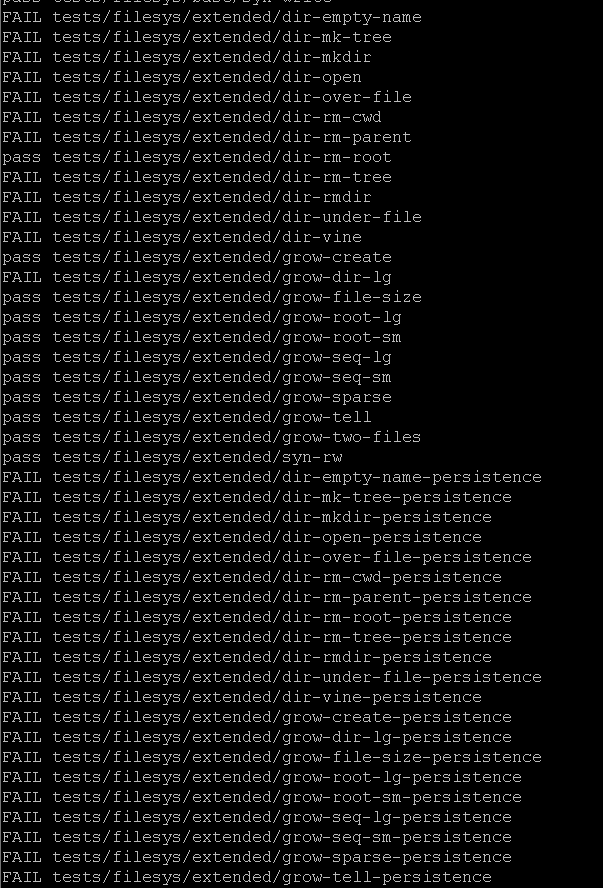 pass tests/filesys/base/syn-write
FAIL tests/filesys/extended/dir-empty-name
FAIL tests/filesys/extended/dir-mk-tree
FAIL tests/filesys/extended/dir-mkdir
FAIL tests/filesys/extended/dir-open
FAIL tests/filesys/extended/dir-over-file
FAIL tests/filesys/extended/dir-rm-cwd
FAIL tests/filesys/extended/dir-rm-parent
pass tests/filesys/extended/dir-rm-root
FAIL tests/filesys/extended/dir-rm-tree
FAIL tests/filesys/extended/dir-rmdir
FAIL tests/filesys/extended/dir-under-file
FAIL tests/filesys/extended/dir-vine
pass tests/filesys/extended/grow-create
FAIL tests/filesys/extended/grow-dir-lg
pass tests/filesys/extended/grow-file-size
pass tests/filesys/extended/grow-root-lg
pass tests/filesys/extended/grow-root-sm
pass tests/filesys/extended/grow-seq-lg
pass tests/filesys/extended/grow-seq-sm
pass tests/filesys/extended/grow-sparse
pass tests/filesys/extended/grow-tell
pass tests/filesys/extended/grow-two-files
pass tests/filesys/extended/syn-rw
FAIL tests/filesys/extended/dir-empty-name-persistence
FAIL tests/filesys/extended/dir-mk-tree-persistence
FAIL tests/filesys/extended/dir-mkdir-persistence
FAIL tests/filesys/extended/dir-open-persistence
FAIL tests/filesys/extended/dir-over-file-persistence
FAIL tests/filesys/extended/dir-rm-cwd-persistence
FAIL tests/filesys/extended/dir-rm-parent-persistence
FAIL tests/filesys/extended/dir-rm-root-persistence
FAIL tests/filesys/extended/dir-rm-tree-persistence
FAIL tests/filesys/extended/dir-rmdir-persistence
FAIL tests/filesys/extended/dir-under-file-persistence
FAIL tests/filesys/extended/dir-vine-persistence
FAIL tests/filesys/extended/grow-create-persistence
FAIL tests/filesys/extended/grow-dir-lg-persistence
FAIL tests/filesys/extended/grow-file-size-persistence
FAIL tests/filesys/extended/grow-root-lg-persistence
FAIL tests/filesys/extended/grow-root-sm-persistence
FAIL tests/filesys/extended/grow-seq-lg-persistence
FAIL tests/filesys/extended/grow-seq-sm-persistence
FAIL tests/filesys/extended/grow-sparse-persistence
FAIL tests/filesys/extended/grow-tell-persistence